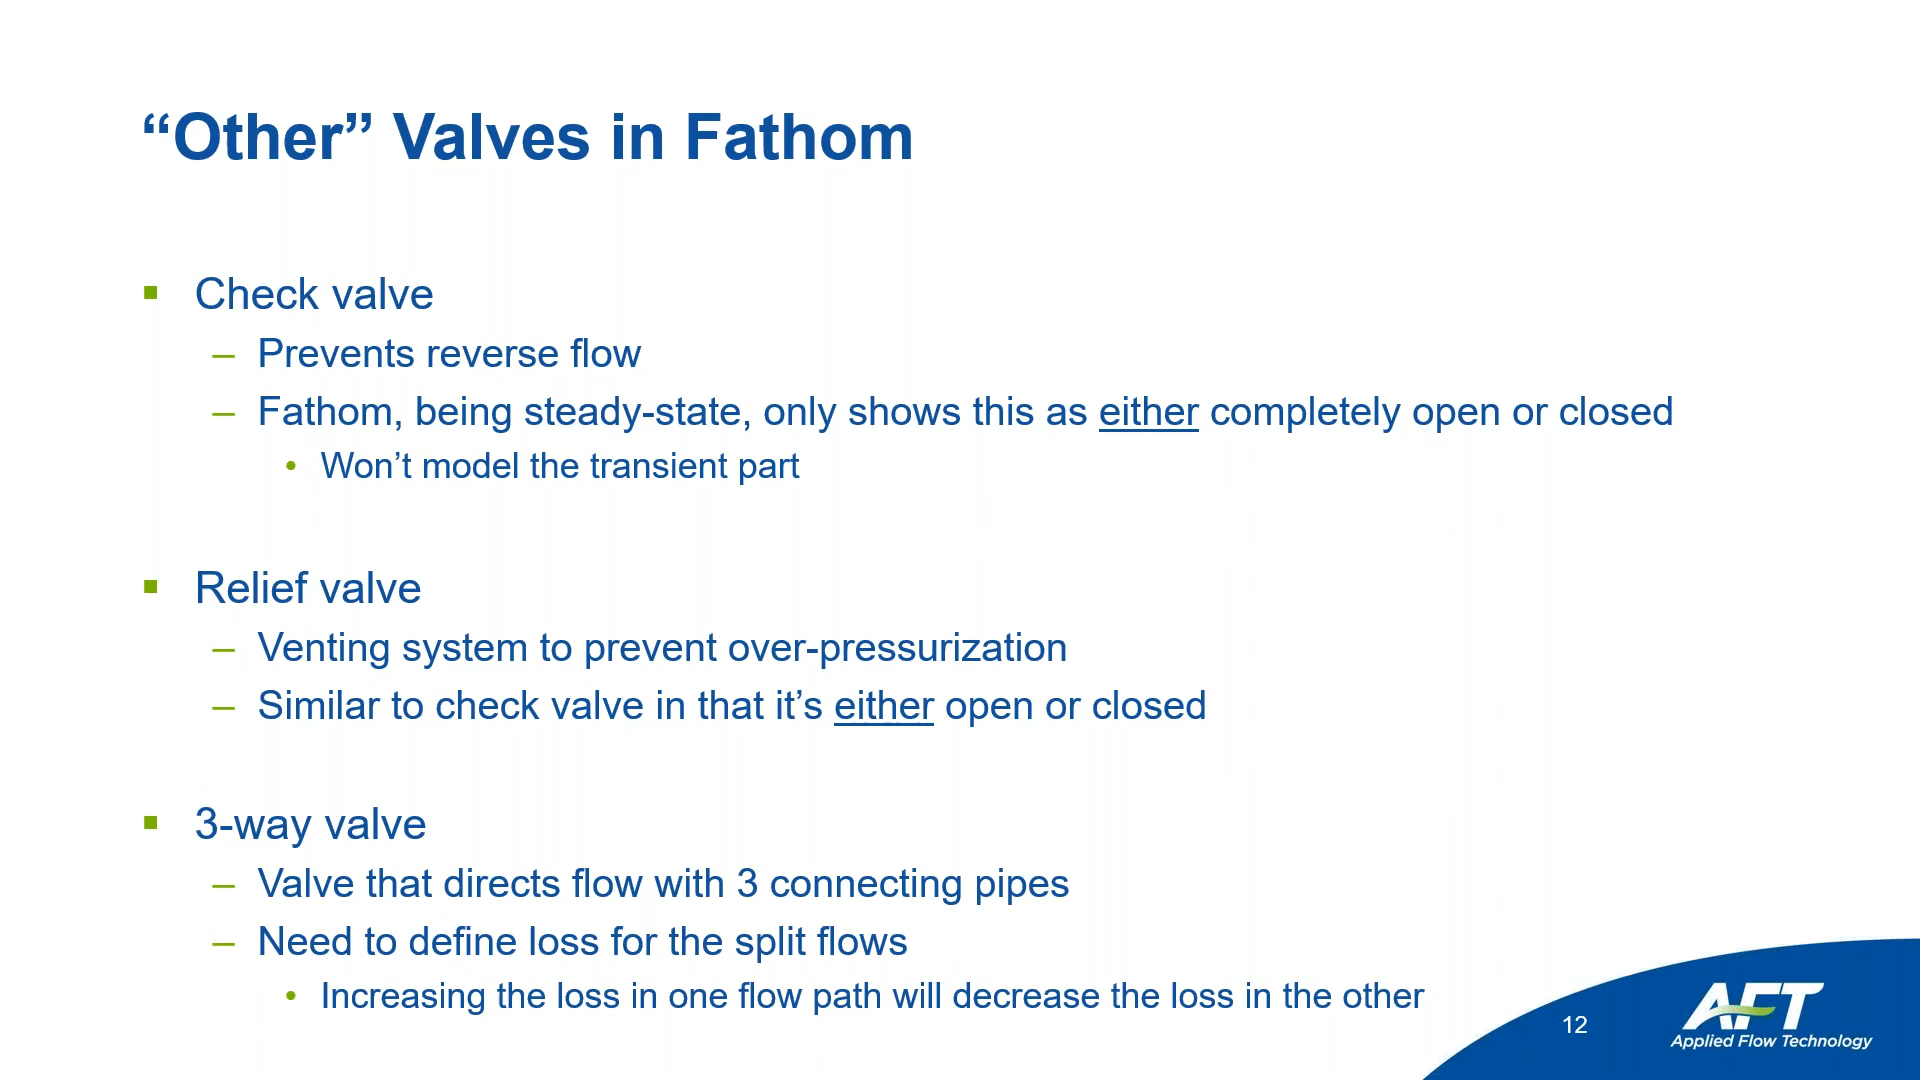 “Other” Valves in Fathom
▪ Check valve
– Prevents reverse flow
– Fathom, being steady-state, only shows this as either completely open or closed
• Won’t model the transient part
▪ Relief valve
– Venting system to prevent over-pressurization
– Similar to check valve in that it’s either open or closed
▪ 3-way valve
– Valve that directs flow with 3 connecting pipes
– Need to define loss for the split flows
• Increasing the loss in one flow path will decrease the loss in the other
12
AFT
Applied Flow Technology